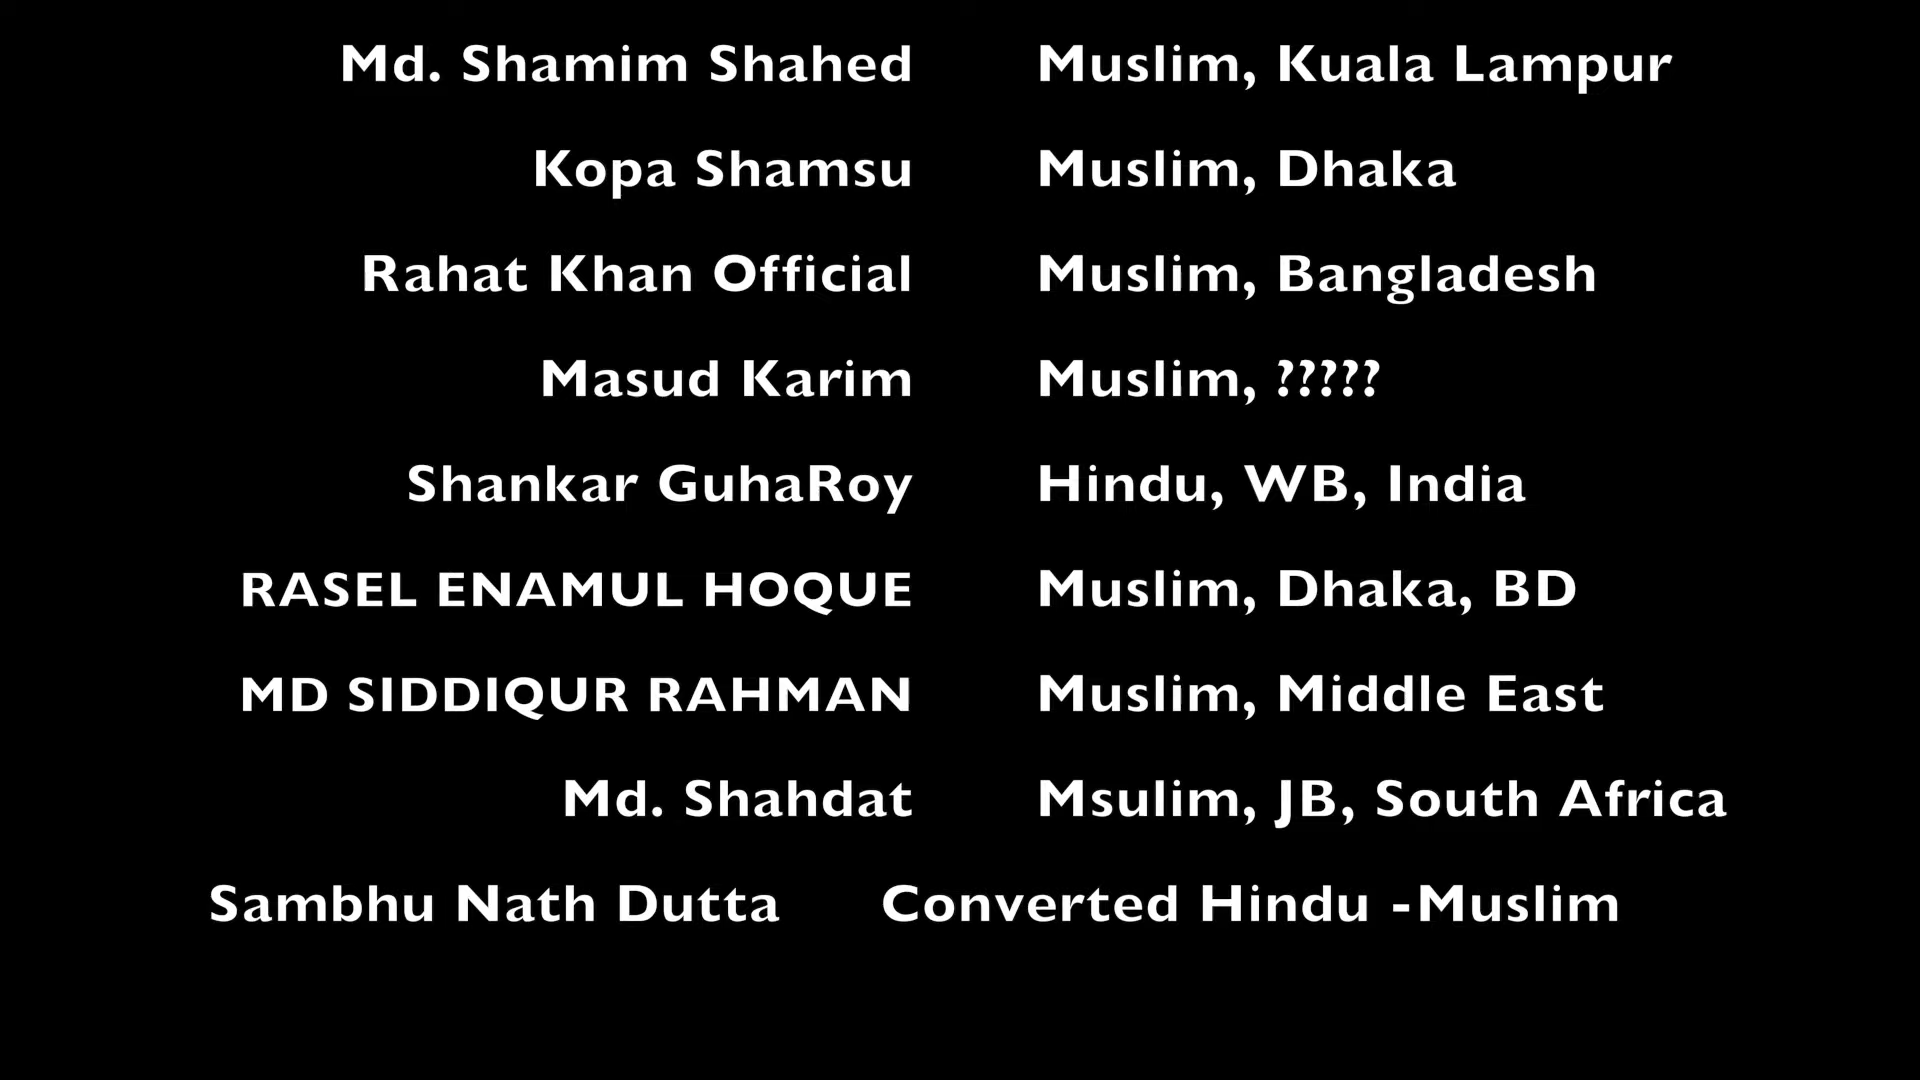 Md. Shamim Shahed Muslim, Kuala Lampur
Kopa Shamsu Muslim, Dhaka
Rahat Khan Official Muslim, Bangladesh
Masud Karim Muslim, ?????
Shankar GuhaRoy Hindu, WB, India
RASEL ENAMUL HOQUE Muslim, Dhaka, BD
MD SIDDIQUR RAHMAN Muslim, Middle East
Md. Shahdat Msulim, JB, South Africa
Sambhu Nath Dutta Converted Hindu -Muslim